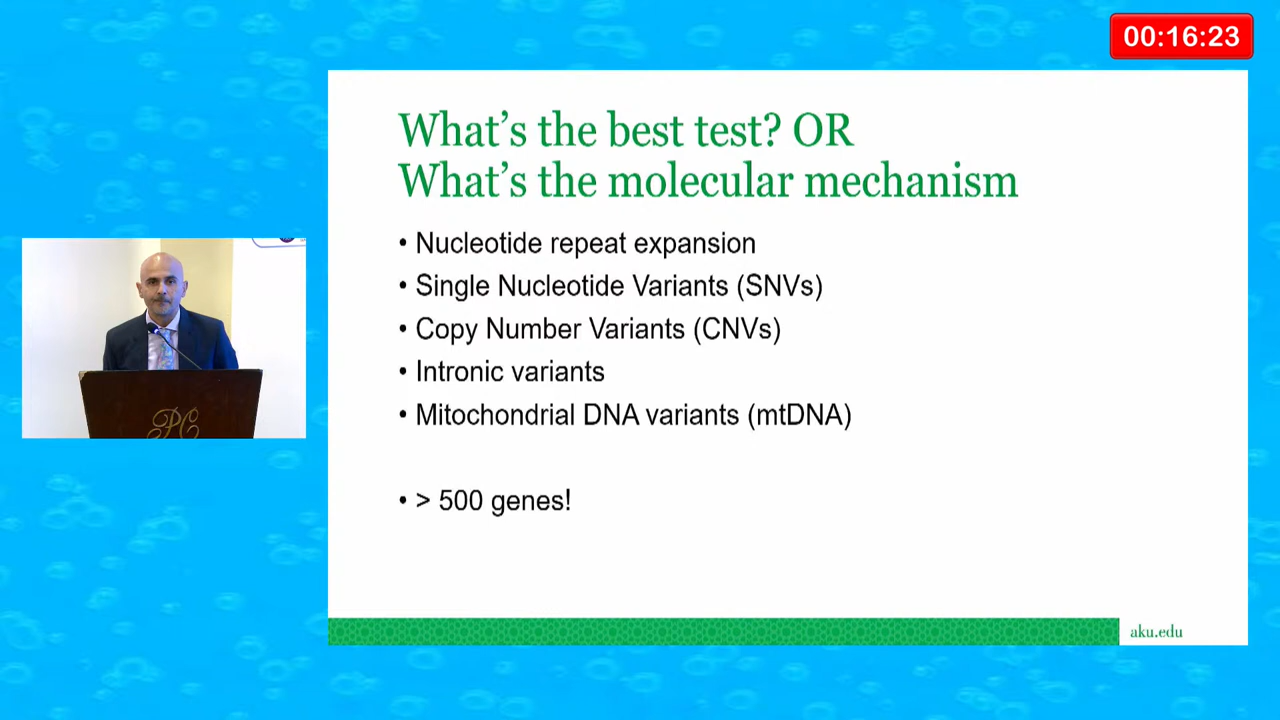 00:16:23
What's the best test? OR
What's the molecular mechanism
• Nucleotide repeat expansion
• Single Nucleotide Variants (SNVs)
• Copy Number Variants (CNVs)
• Intronic variants
• Mitochondrial DNA variants (mtDNA)
• > 500 genes!
PC
aku.edu